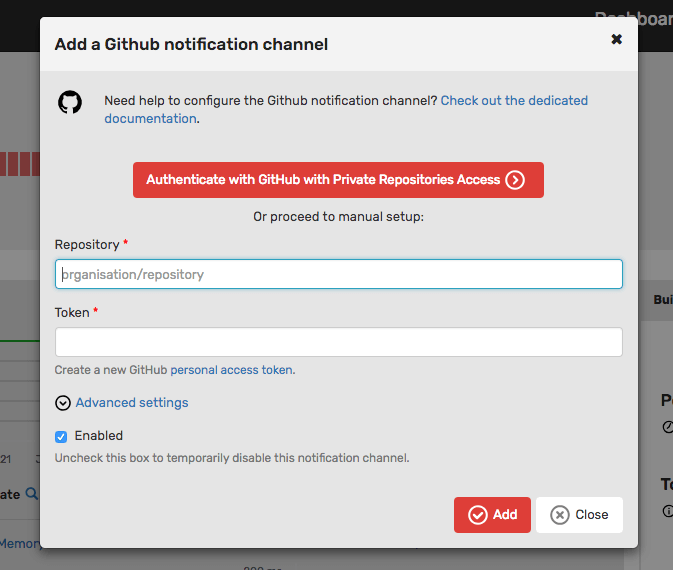 Dashboar
Add a Github notification channel
Need help to configure the Github notification channel? Check out the dedicated
documentation.
Authenticate with GitHub with Private Repositories Access
Or proceed to manual setup:
Repository *
organisation/repository
Bui
Token *
Create a new GitHub personal access token.
Advanced settings
Enabled
21
Uncheck this box to temporarily disable this notification channel.
ate
To
Add
Close
Memory